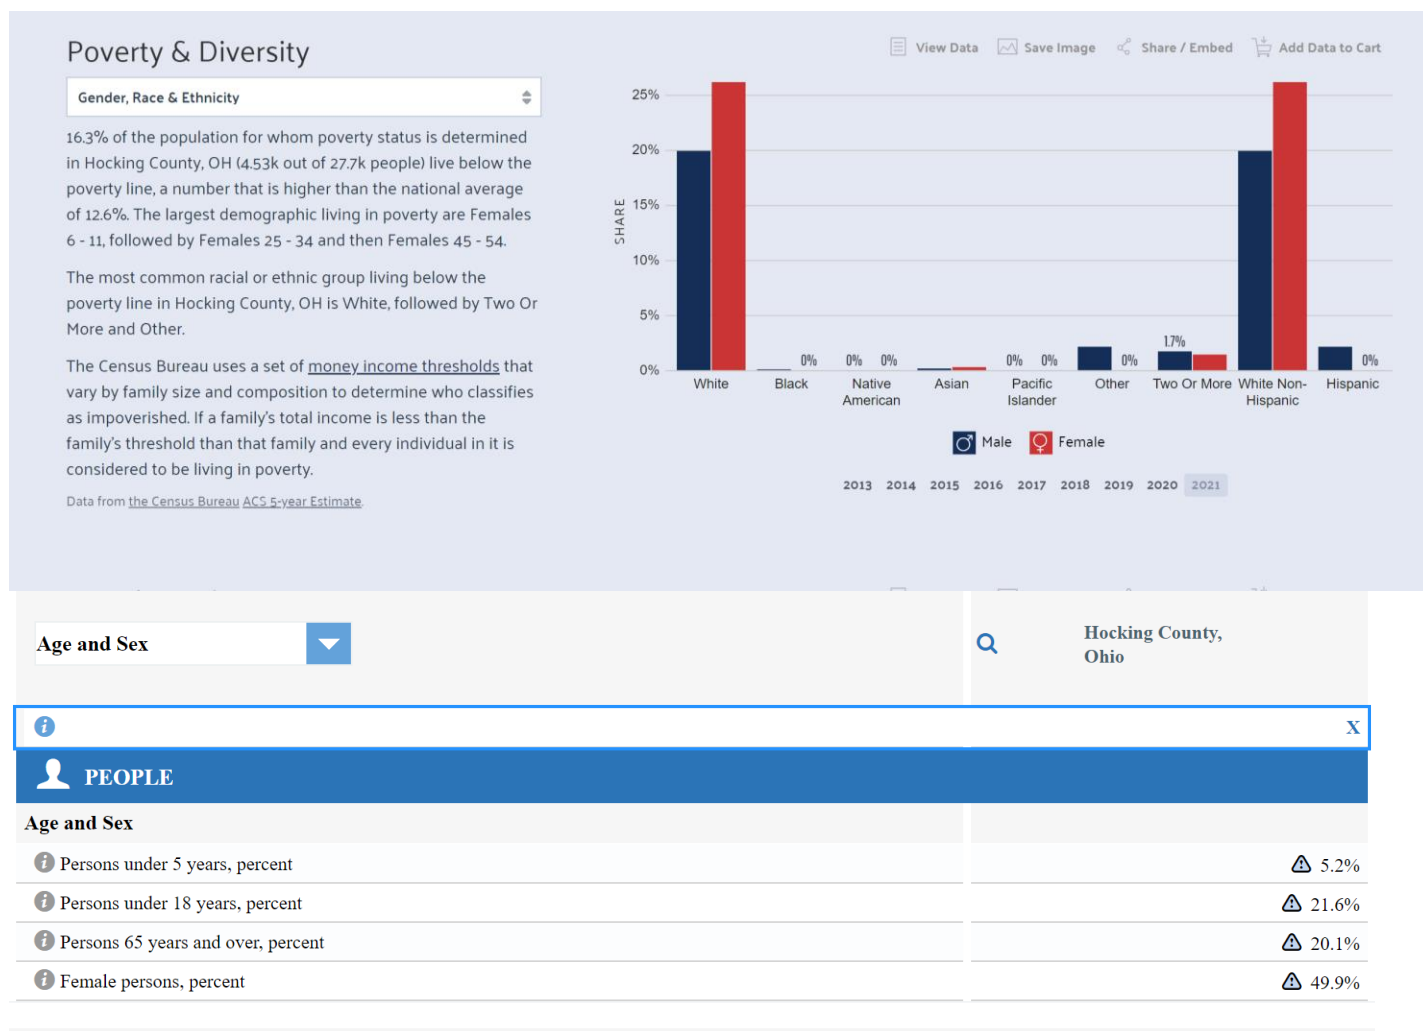 Poverty & Diversity
View Data
Save Image
Share / Embed
Add Data to Cart
Gender, Race & Ethnicity
16.3% of the population for whom poverty status is determined
in Hocking County, OH (4.53k out of 27.7k people) live below the
poverty line, a number that is higher than the national average
of 12.6%. The largest demographic living in poverty are Females
6 - 11, followed by Females 25 - 34 and then Females 45 - 54.
The most common racial or ethnic group living below the
poverty line in Hocking County, OH is White, followed by Two Or
More and Other.
The Census Bureau uses a set of money income thresholds that
vary by family size and composition to determine who classifies
as impoverished. If a family's total income is less than the
family's threshold than that family and every individual in it is
considered to be living in poverty.
Data from the Census Bureau ACS 5-year Estimate.
SHARE
25%
20%
15%
10%
5%
0%
0% 0% 0% 0% 0% 0% 1.7% 0%
White Black Native American Asian Pacific Islander Other Two Or More White Non-Hispanic Hispanic
Male Female
2013 2014 2015 2016 2017 2018 2019 2020 2021
Age and Sex
Hocking County,
Ohio
X
PEOPLE
Age and Sex
Persons under 5 years, percent 5.2%
Persons under 18 years, percent 21.6%
Persons 65 years and over, percent 20.1%
Female persons, percent 49.9%